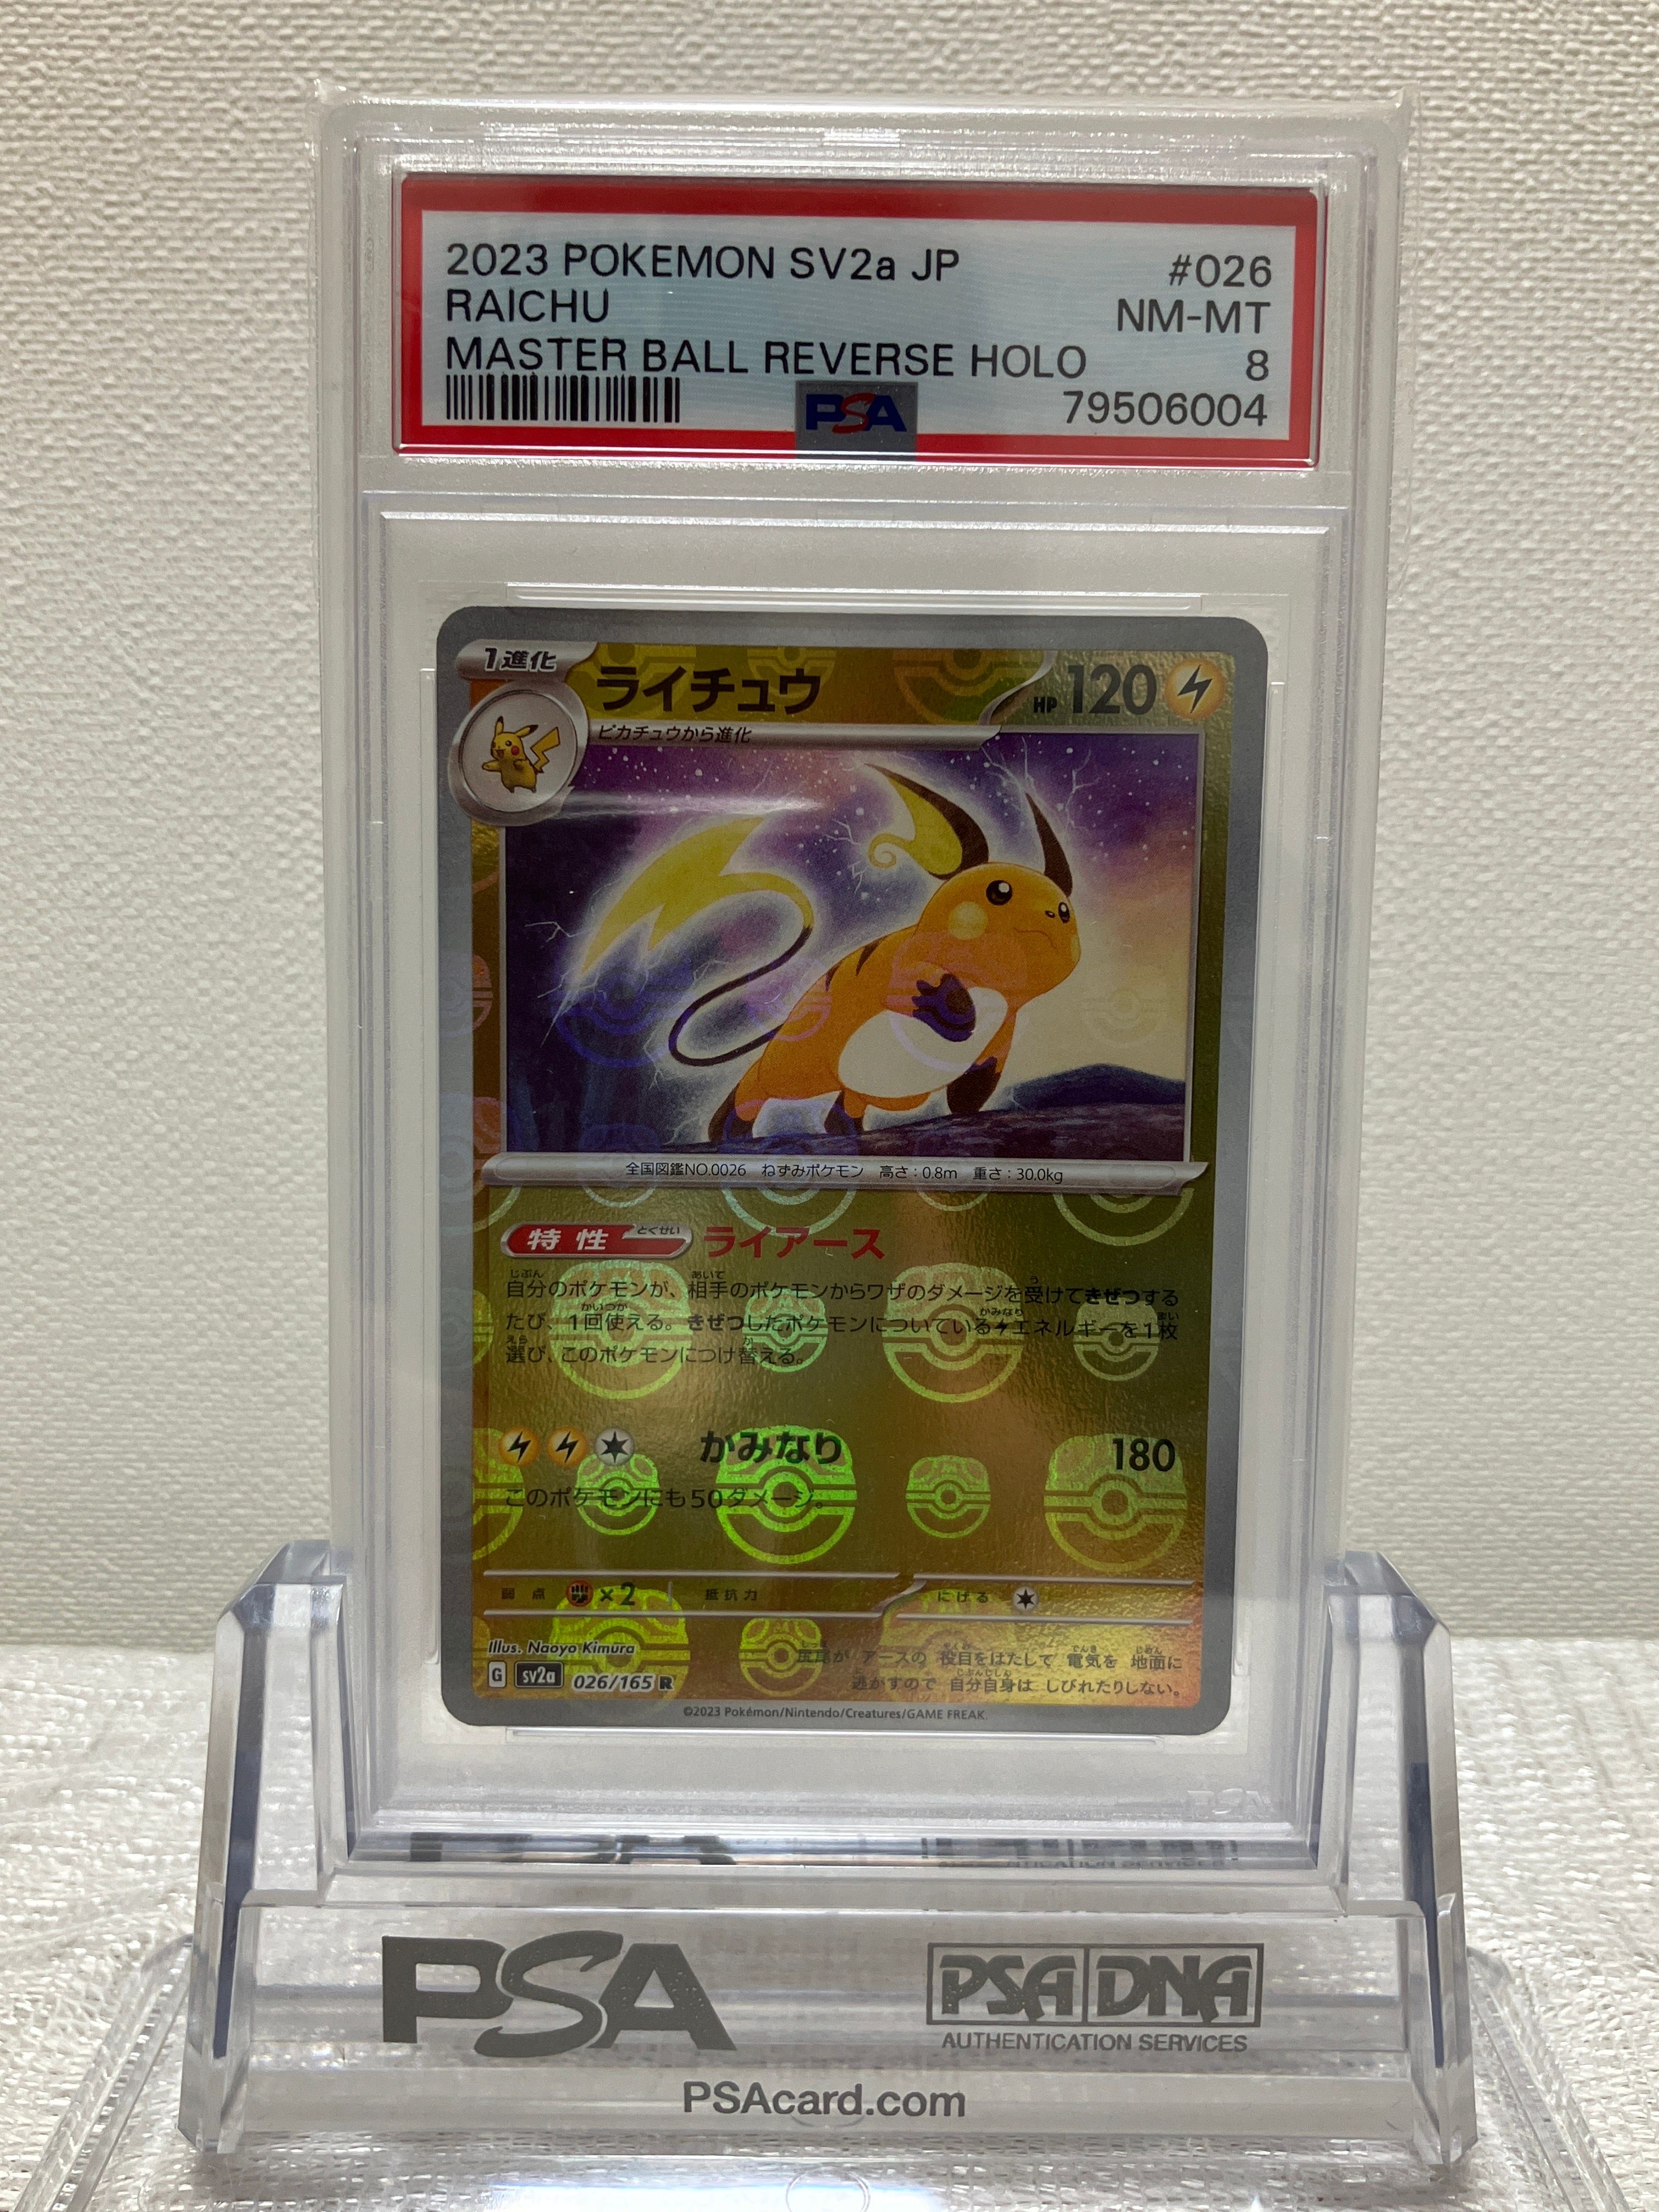 2023 POKEMON SV2a JP #026
RAICHU NM-MT
MASTER BALL REVERSE HOLO 8
PSA 79506004
1進化 ライチュウ HP 120
ピカチュウから進化
全国図鑑NO.0026 ねずみポケモン 高さ：0.8m 重さ：30.0kg
特性 とくせい ライアース
自分のポケモンが、相手のポケモンからワザのダメージを受けてきぜつする
たび、1回使える。きぜつしたポケモンについているエネルギーを1枚
選び、このポケモンにつけ替える。
かみなり 180
このポケモンにも50ダメージ。
弱点 ×2 抵抗力 にげる
Illus. Naoyo Kimura
尻尾が アースの 役目をはたして 電気を 地面に
G sv2a 026/165 R
逃がすので 自分自身は しびれたりしない。
©2023 Pokémon/Nintendo/Creatures/GAME FREAK.
PSA
PSA DNA
AUTHENTICATION SERVICES
PSAcard.com